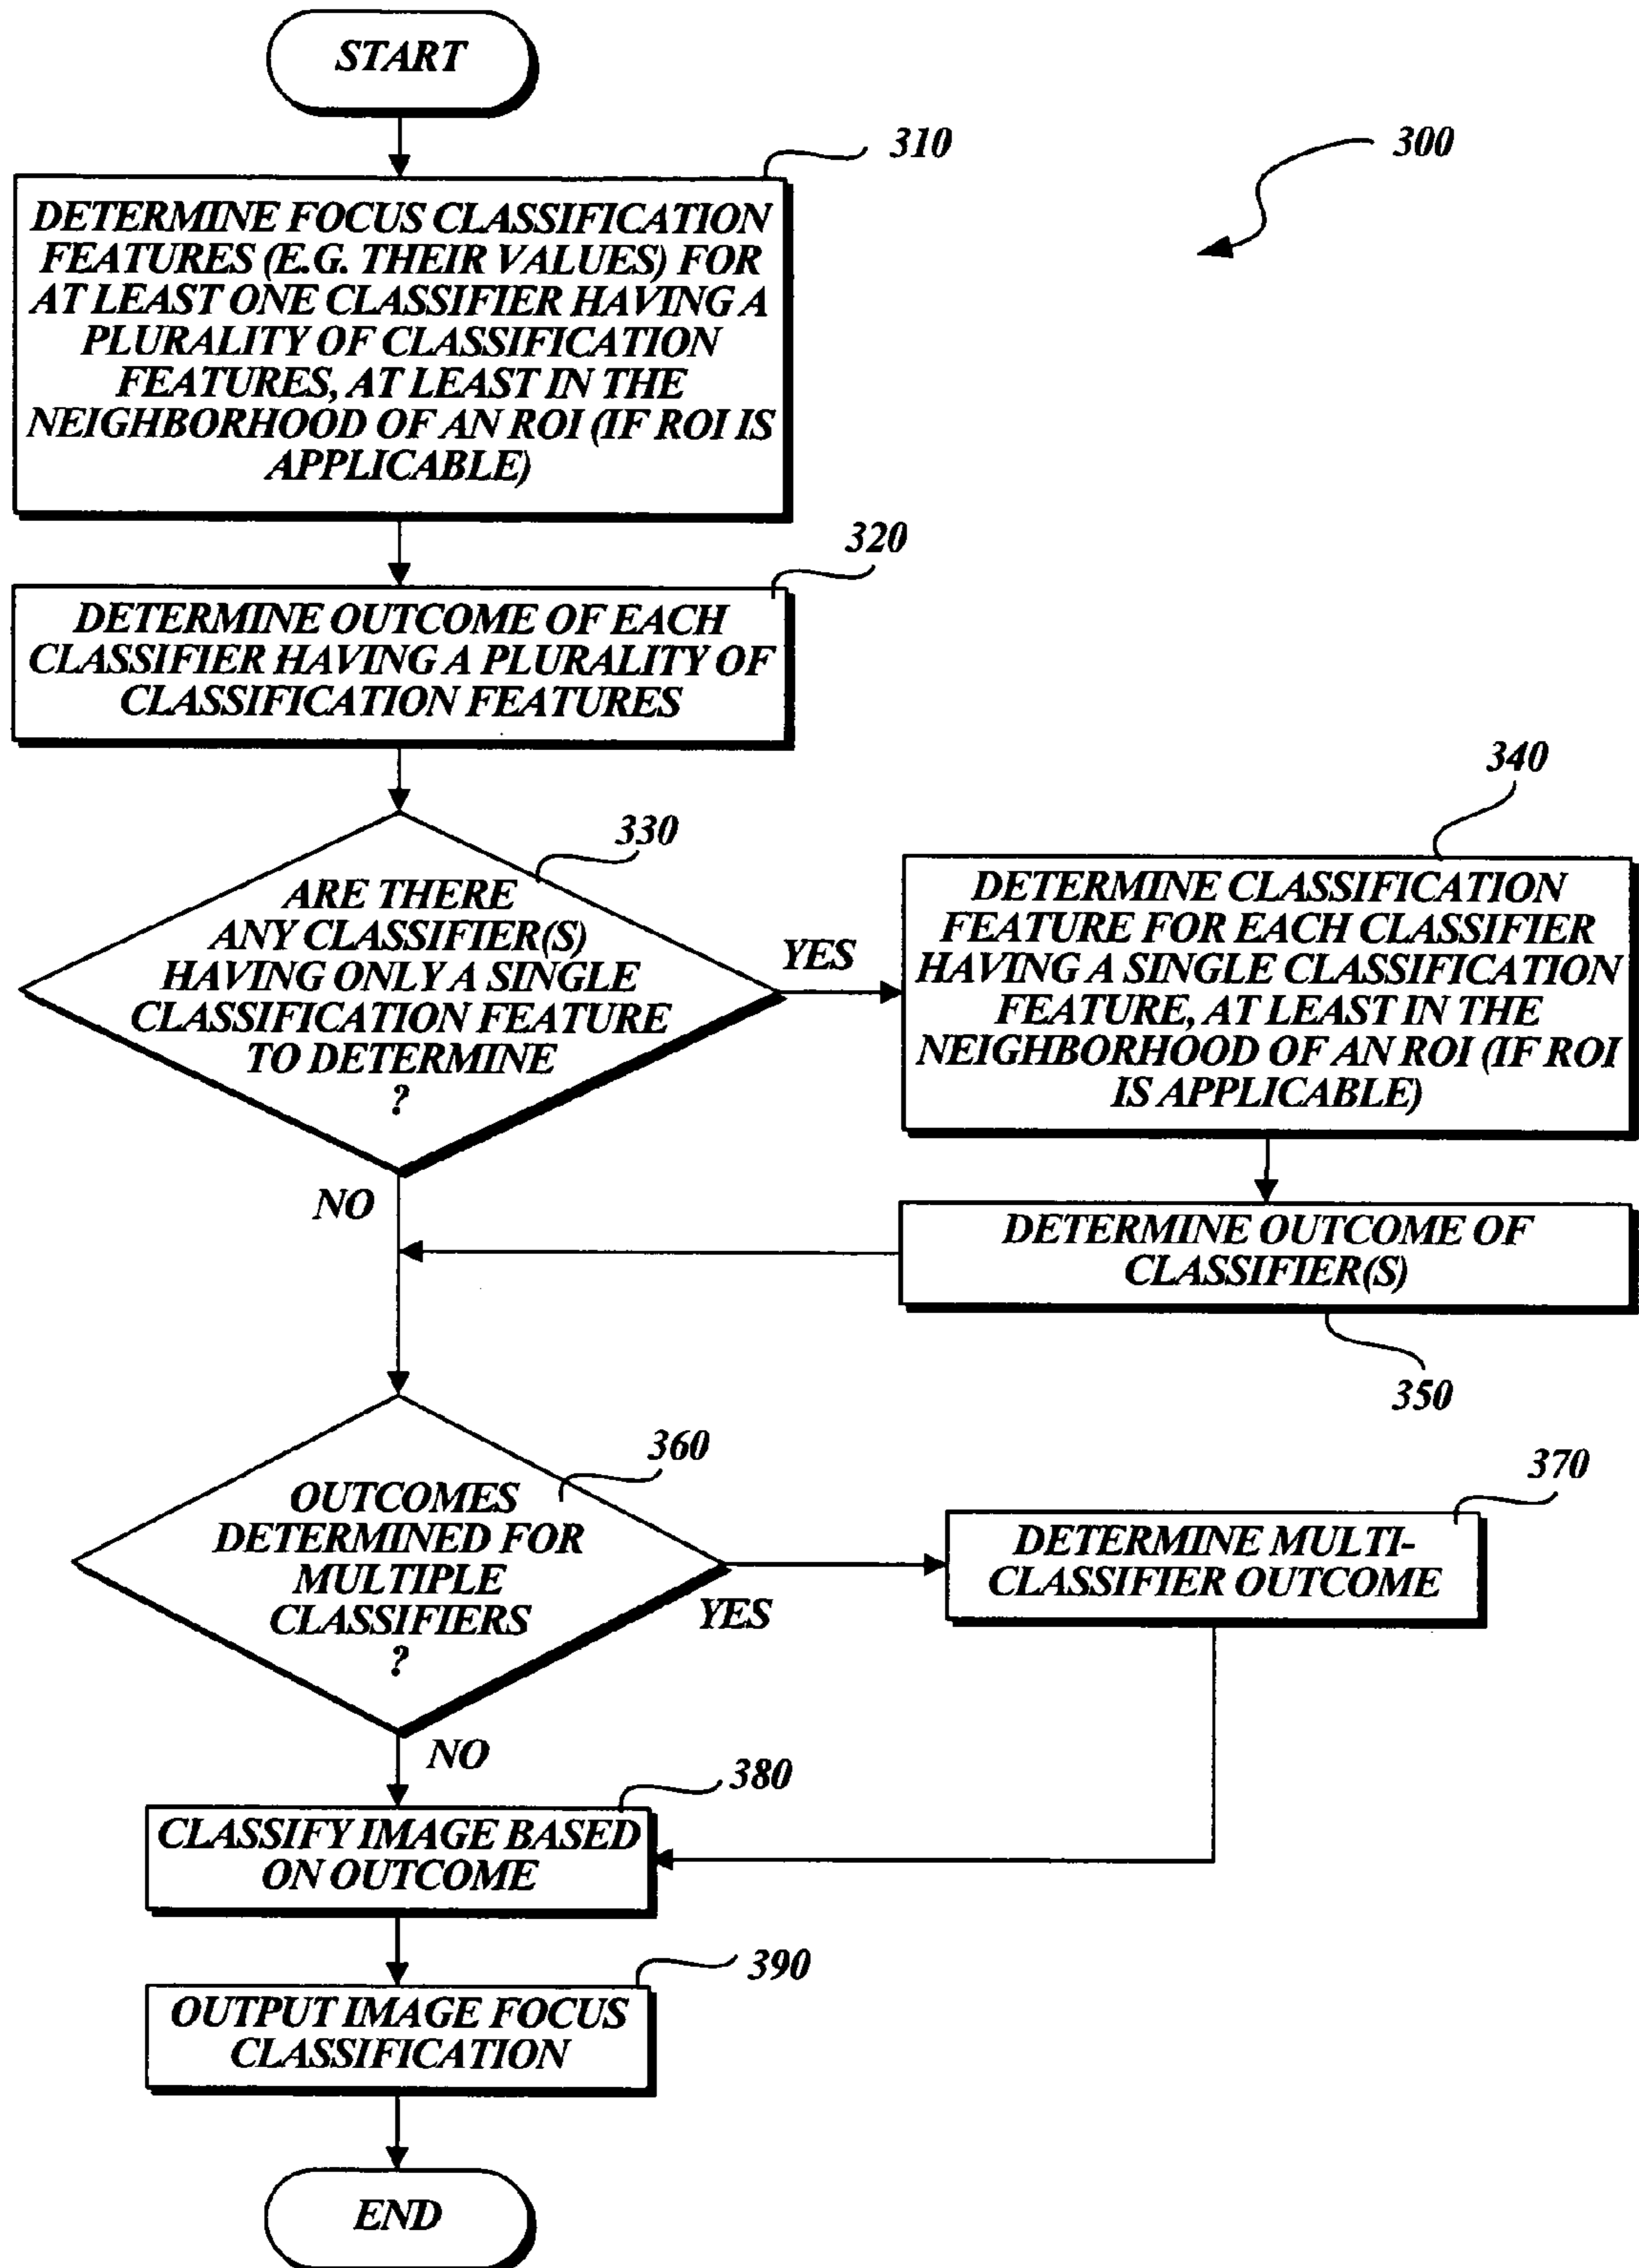 START
310
300
DETERMINE FOCUS CLASSIFICATION
FEATURES (E.G. THEIR VALUES) FOR
AT LEAST ONE CLASSIFIER HAVING A
PLURALITY OF CLASSIFICATION
FEATURES, AT LEAST IN THE
NEIGHBORHOOD OF AN ROI (IF ROI IS
APPLICABLE)
320
DETERMINE OUTCOME OF EACH
CLASSIFIER HAVING A PLURALITY OF
CLASSIFICATION FEATURES
330
ARE THERE
ANY CLASSIFIER(S)
HAVING ONLY A SINGLE
CLASSIFICATION FEATURE
TO DETERMINE
?
YES
NO
340
DETERMINE CLASSIFICATION
FEATURE FOR EACH CLASSIFIER
HAVING A SINGLE CLASSIFICATION
FEATURE, AT LEAST IN THE
NEIGHBORHOOD OF AN ROI (IF ROI
IS APPLICABLE)
DETERMINE OUTCOME OF
CLASSIFIER(S)
350
360
OUTCOMES
DETERMINED FOR
MULTIPLE
CLASSIFIERS
?
YES
NO
370
DETERMINE MULTI-
CLASSIFIER OUTCOME
380
CLASSIFY IMAGE BASED
ON OUTCOME
390
OUTPUT IMAGE FOCUS
CLASSIFICATION
END